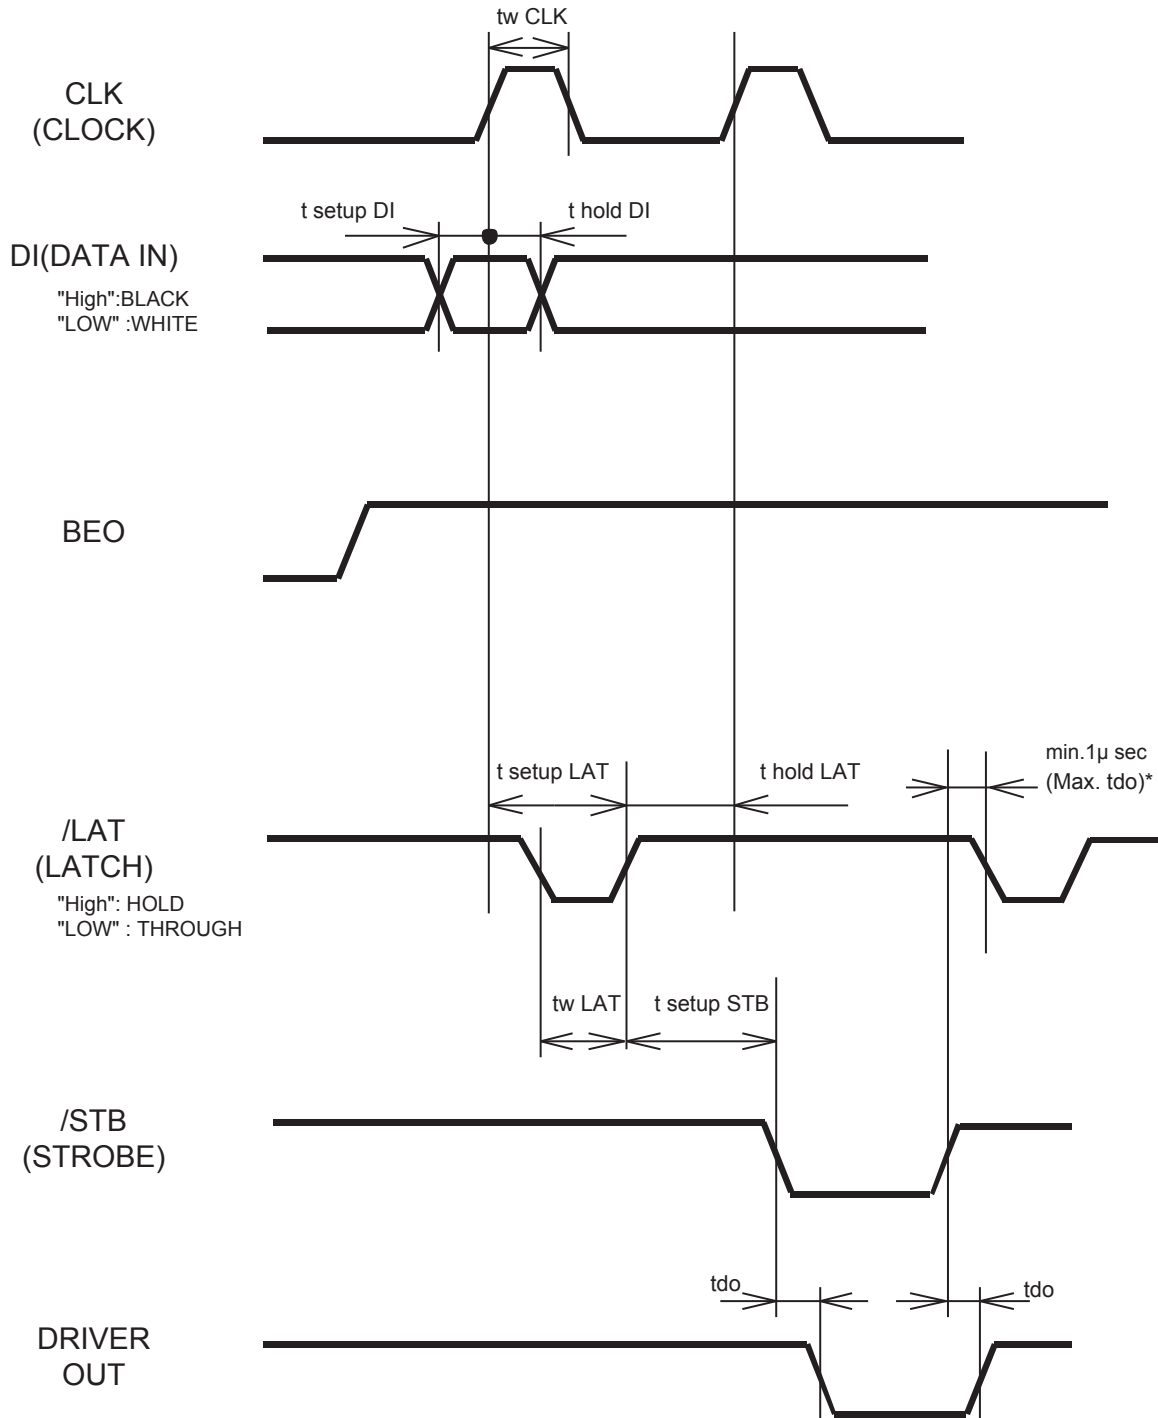 tw CLK
CLK
(CLOCK)
t setup DI
t hold DI
DI(DATA IN)
"High":BLACK
"LOW" :WHITE
BEO
t setup LAT
t hold LAT
min.1μ sec
(Max. tdo)*
/LAT
(LATCH)
"High": HOLD
"LOW" : THROUGH
tw LAT
t setup STB
/STB
(STROBE)
tdo
tdo
DRIVER
OUT